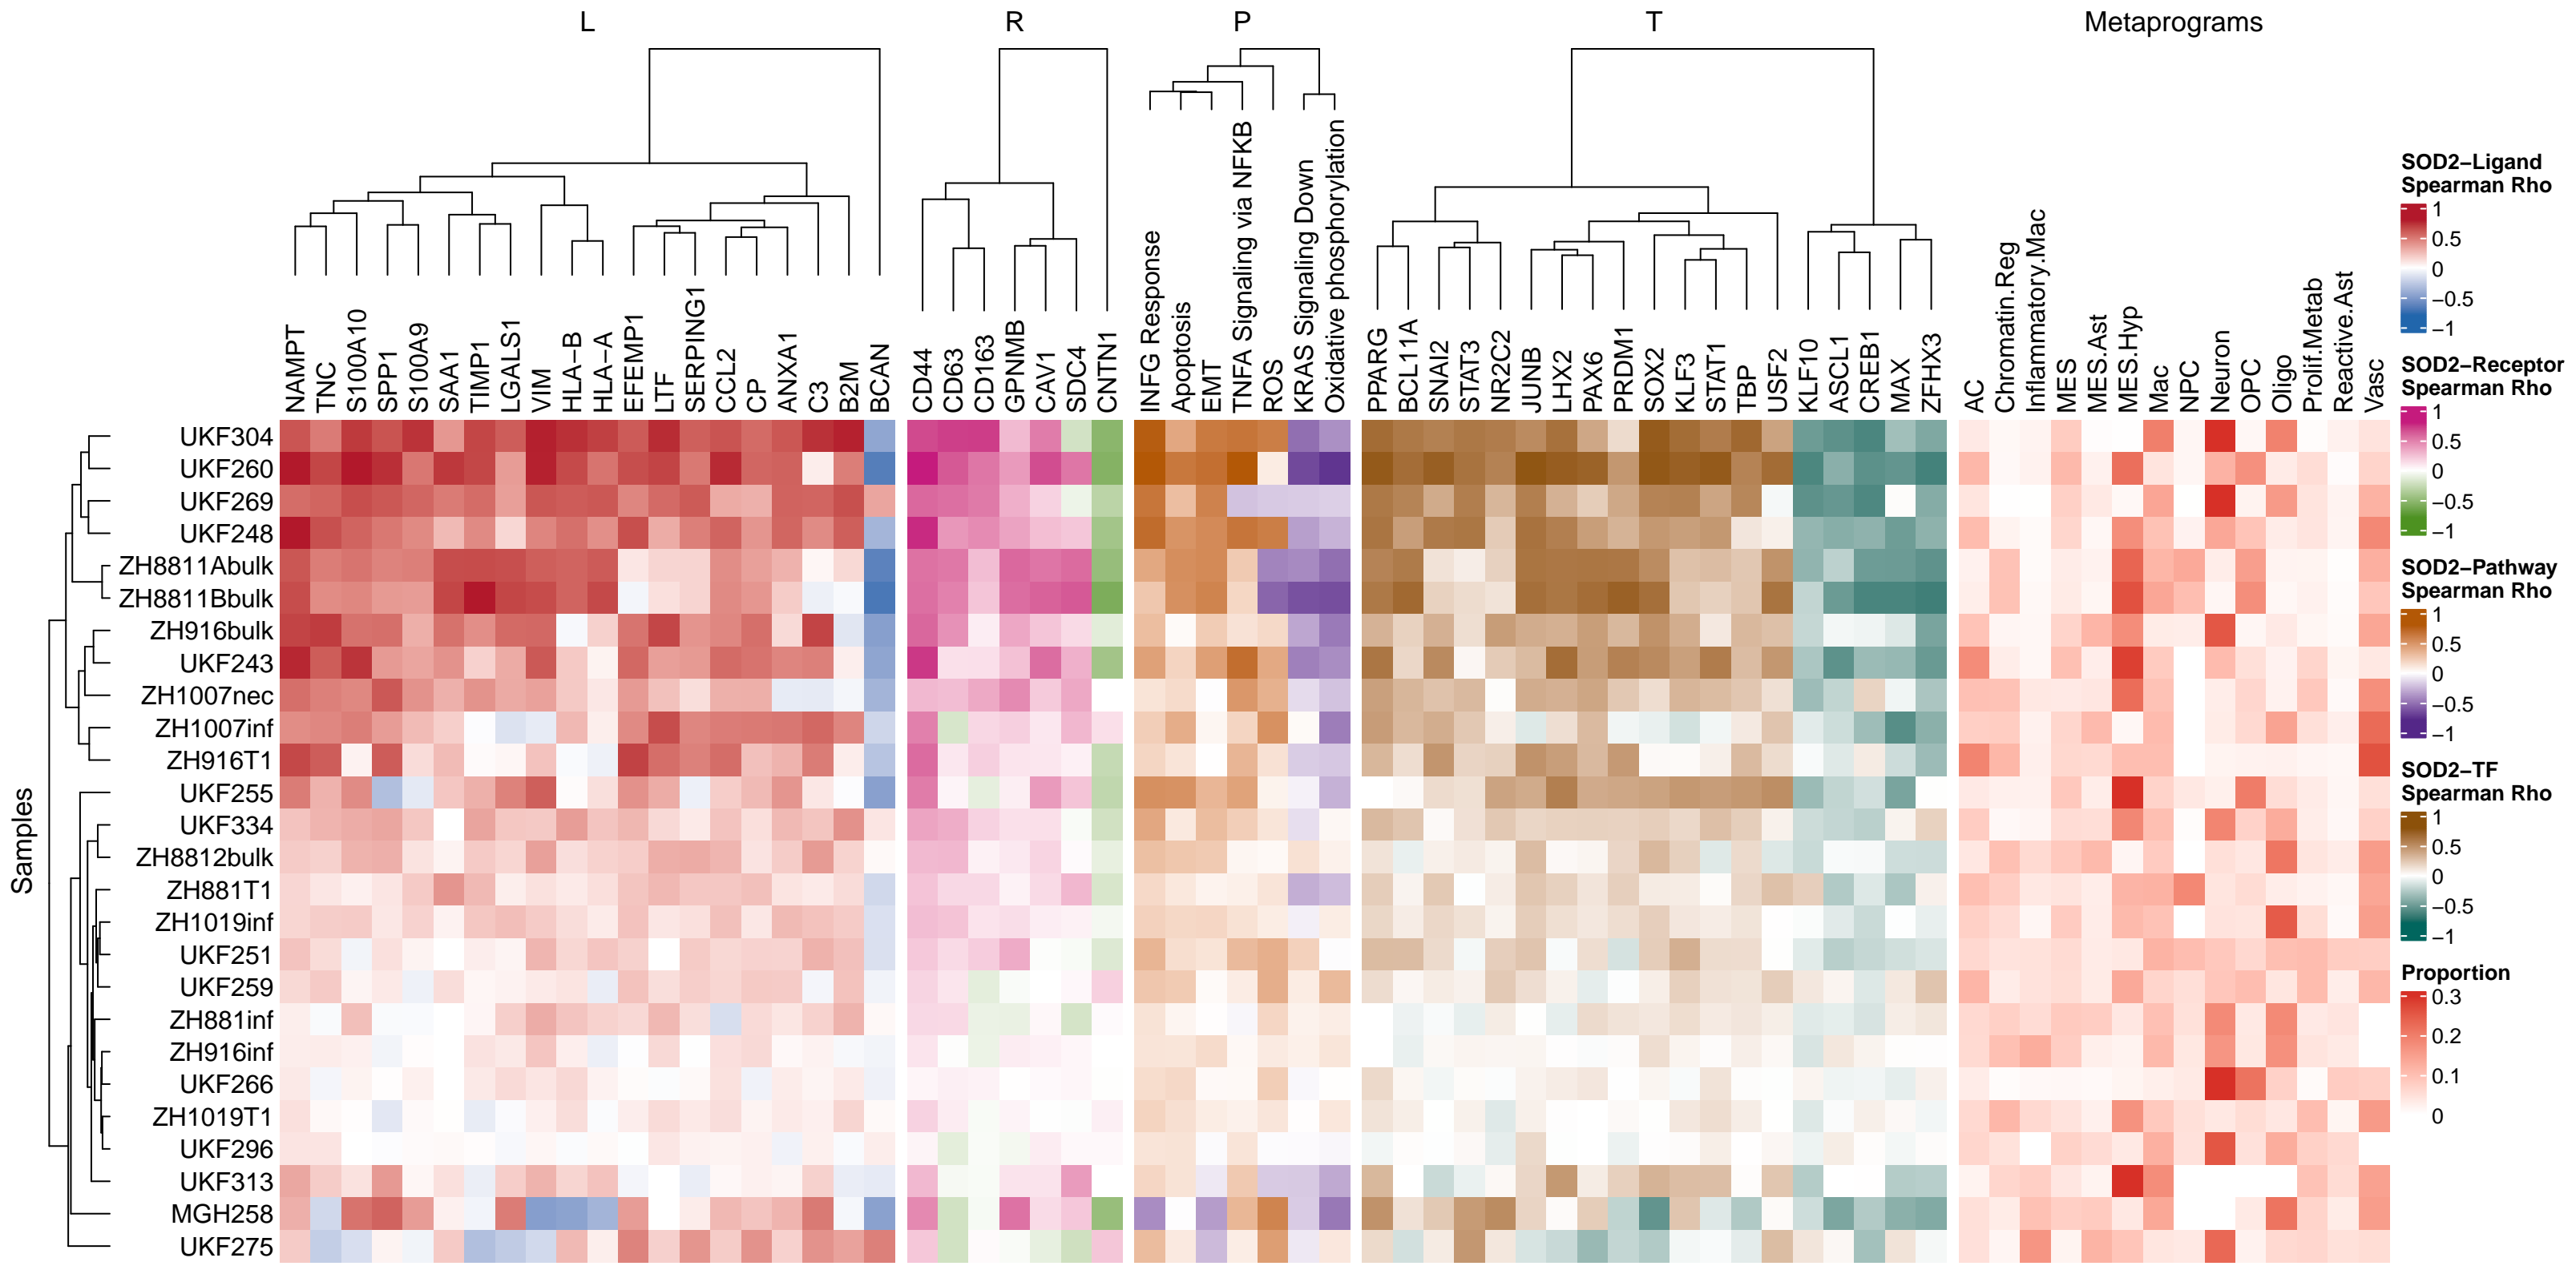 L
R
P
T
Metaprograms
NAMPT
TNC
S100A10
SPP1
S100A9
SAA1
TIMP1
LGALS1
VIM
HLA−B
HLA−A
EFEMP1
LTF
SERPING1
CCL2
CP
ANXA1
C3
B2M
BCAN
CD44
CD63
CD163
GPNMB
CAV1
SDC4
CNTN1
INFG Response
Apoptosis
EMT
TNFA Signaling via NFKB
ROS
KRAS Signaling Down
Oxidative phosphorylation
PPARG
BCL11A
SNAI2
STAT3
NR2C2
JUNB
LHX2
PAX6
PRDM1
SOX2
KLF3
STAT1
TBP
USF2
KLF10
ASCL1
CREB1
MAX
ZFHX3
AC
Chromatin.Reg
Inflammatory.Mac
MES
MES.Ast
MES.Hyp
Mac
NPC
Neuron
OPC
Oligo
Prolif.Metab
Reactive.Ast
Vasc
Samples
UKF304
UKF260
UKF269
UKF248
ZH8811Abulk
ZH8811Bbulk
ZH916bulk
UKF243
ZH1007nec
ZH1007inf
ZH916T1
UKF255
UKF334
ZH8812bulk
ZH881T1
ZH1019inf
UKF251
UKF259
ZH881inf
ZH916inf
UKF266
ZH1019T1
UKF296
UKF313
MGH258
UKF275
SOD2−Ligand
Spearman Rho
1
0.5
0
−0.5
−1
SOD2−Receptor
Spearman Rho
1
0.5
0
−0.5
−1
SOD2−Pathway
Spearman Rho
1
0.5
0
−0.5
−1
SOD2−TF
Spearman Rho
1
0.5
0
−0.5
−1
Proportion
0.3
0.2
0.1
0